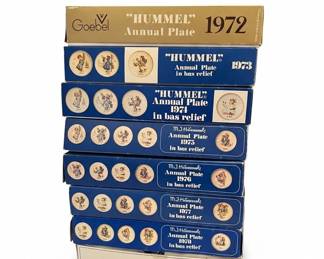 Goebel
"HUMMEL"
Annual Plate
1972
"HUMMEL"
Annual Plate
in bas relief
1973
"HUMMEL"
Annual Plate
1974
in bas relief
M.J. Hummel
Annual Plate
1975
in bas relief
M.J. Hummel
Annual Plate
1976
in bas relief
M.J. Hummel
Annual Plate
1977
in bas relief
M.J. Hummel
Annual Plate
1978
in bas relief